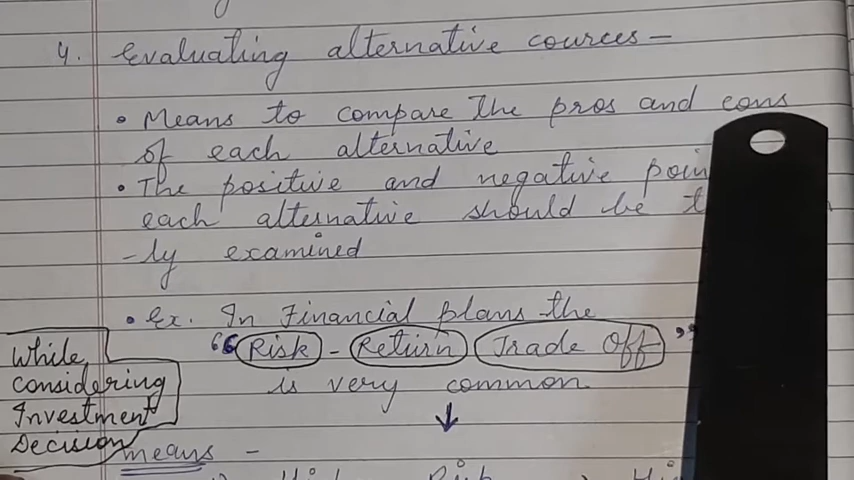 4. Evaluating alternative cources -
• Means to compare the pros and cons
of each alternative
• The positive and negative poin
each alternative should be t
-ly examined
• Ex. In Financial plans the
"Risk - Return Trade Off"
is very common
While
considering
Investment
Decision
means -